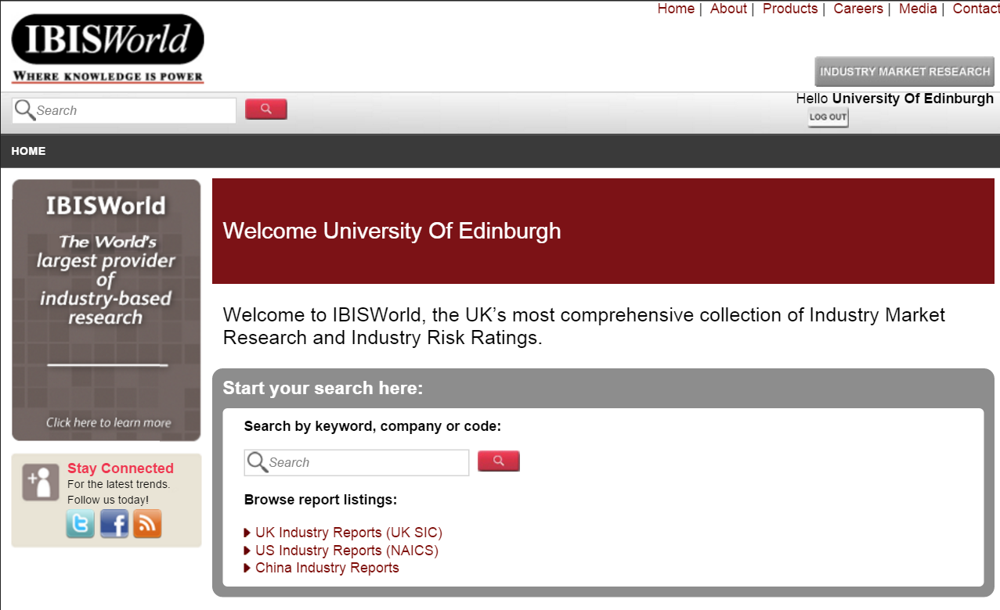 Home | About | Products | Careers | Media | Contact
IBISWorld
WHERE KNOWLEDGE IS POWER
INDUSTRY MARKET RESEARCH
Search
Hello University Of Edinburgh
LOG OUT
HOME
IBISWorld
The World's
largest provider
of
industry-based
research
Click here to learn more
Stay Connected
For the latest trends.
Follow us today!
Welcome University Of Edinburgh
Welcome to IBISWorld, the UK's most comprehensive collection of Industry Market
Research and Industry Risk Ratings.
Start your search here:
Search by keyword, company or code:
Search
Browse report listings:
UK Industry Reports (UK SIC)
US Industry Reports (NAICS)
China Industry Reports